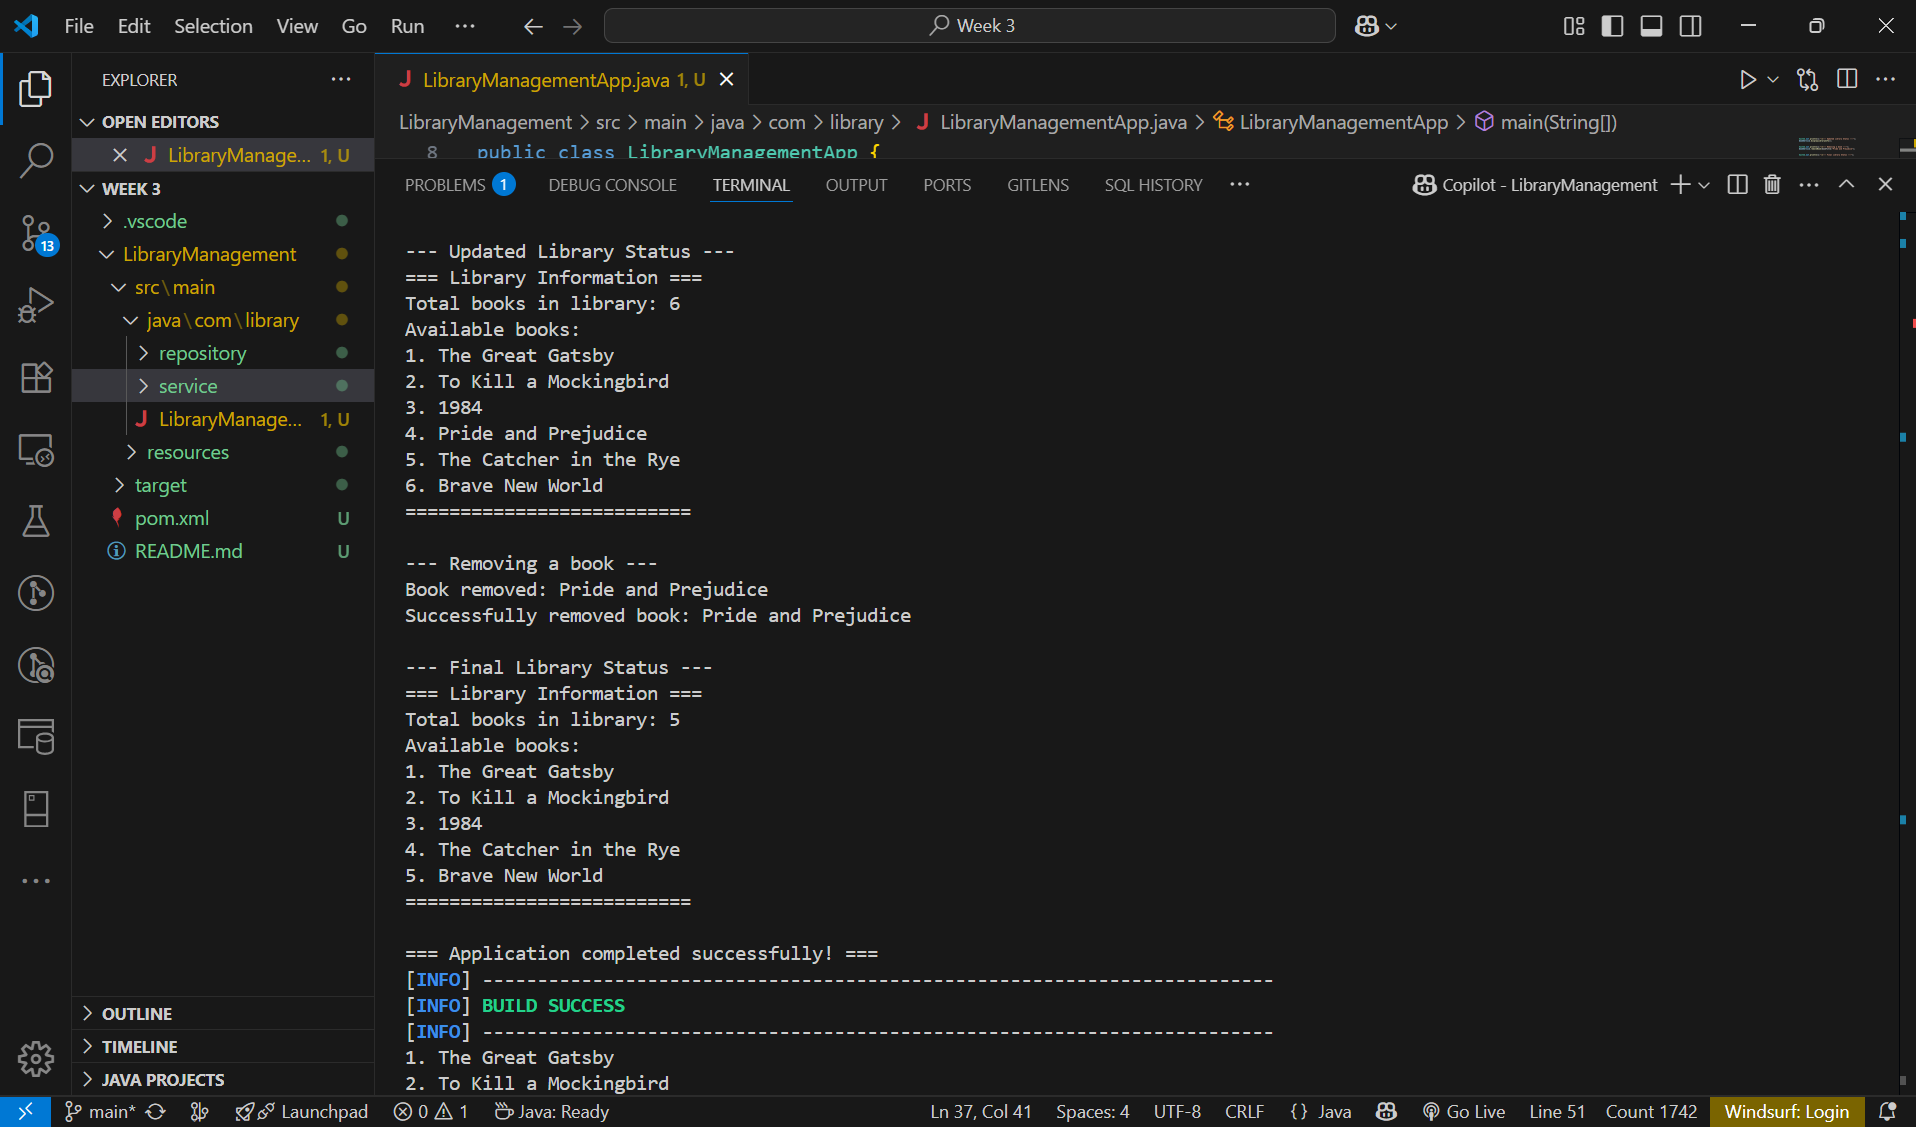 File Edit Selection View Go Run ···
Week 3
EXPLORER
OPEN EDITORS
LibraryManage... 1, U
WEEK 3
.vscode
LibraryManagement
src\main
java\com\library
repository
service
LibraryManage... 1, U
resources
target
pom.xml U
README.md U
13
OUTLINE
TIMELINE
JAVA PROJECTS
LibraryManagementApp.java 1, U
LibraryManagement > src > main > java > com > library > LibraryManagementApp.java > LibraryManagementApp > main(String[])
8 public class LibraryManagementApp {
PROBLEMS 1 DEBUG CONSOLE TERMINAL OUTPUT PORTS GITLENS SQL HISTORY ···
Copilot - LibraryManagement
--- Updated Library Status ---
=== Library Information ===
Total books in library: 6
Available books:
1. The Great Gatsby
2. To Kill a Mockingbird
3. 1984
4. Pride and Prejudice
5. The Catcher in the Rye
6. Brave New World
==========================
--- Removing a book ---
Book removed: Pride and Prejudice
Successfully removed book: Pride and Prejudice
--- Final Library Status ---
=== Library Information ===
Total books in library: 5
Available books:
1. The Great Gatsby
2. To Kill a Mockingbird
3. 1984
4. The Catcher in the Rye
5. Brave New World
==========================
=== Application completed successfully! ===
[INFO] ------------------------------------------------------------------------
[INFO] BUILD SUCCESS
[INFO] ------------------------------------------------------------------------
1. The Great Gatsby
2. To Kill a Mockingbird
main* Launchpad 0 1 Java: Ready
Ln 37, Col 41 Spaces: 4 UTF-8 CRLF {} Java Go Live Line 51 Count 1742 Windsurf: Login